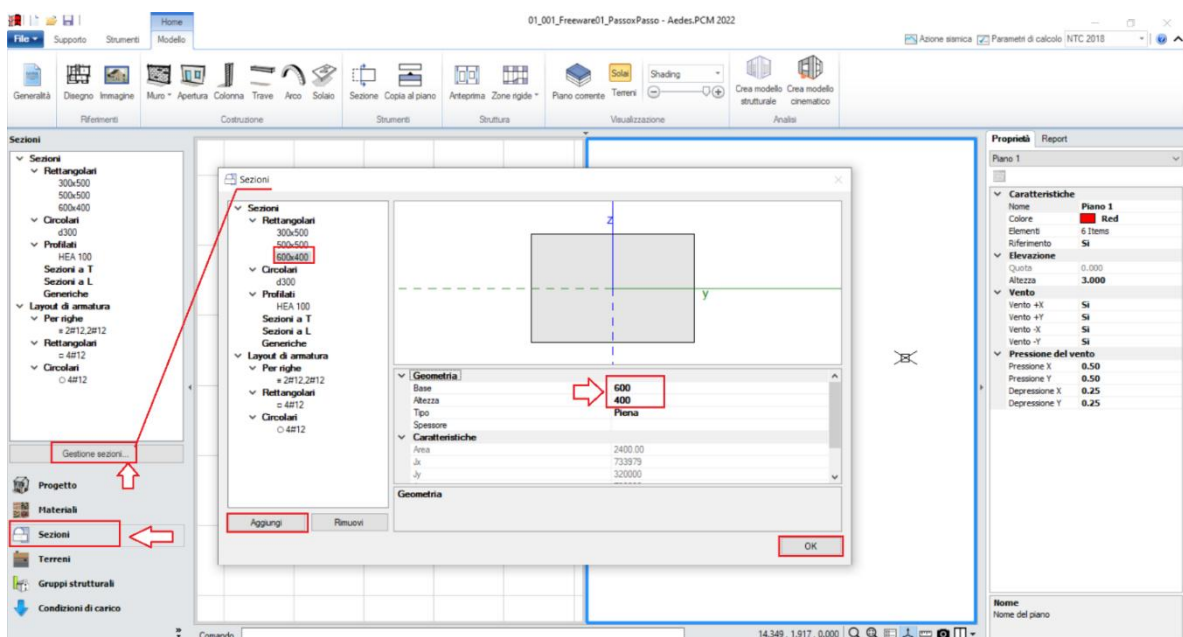 01_001_Freeware01_PassoxPasso - Aedes.PCM 2022
Home
File Supporto Strumenti Modello
Azione sismica Parametri di calcolo NTC 2018
Generalità Disegno Immagine Muro Apertura Colonna Trave Arco Solaio Sezione Copia al piano Anteprima Zone rigide Piano corrente Solai Terreni Shading Crea modello strutturale Crea modello cinematico
Riferimenti Costruzione Strumenti Struttura Visualizzazione Analisi
Sezioni
Sezioni
Rettangolari
300x500
500x500
600x400
Circolari
d300
Profilati
HEA 100
Sezioni a T
Sezioni a L
Generiche
Layout di armatura
Per righe
2#12,2#12
Rettangolari
4#12
Circolari
4#12
Gestione sezioni...
Progetto
Materiali
Sezioni
Terreni
Gruppi strutturali
Condizioni di carico
Sezioni
Sezioni
Rettangolari
300x500
500x500
600x400
Circolari
d300
Profilati
HEA 100
Sezioni a T
Sezioni a L
Generiche
Layout di armatura
Per righe
2#12,2#12
Rettangolari
4#12
Circolari
4#12
Aggiungi Rimuovi
z
y
Geometria
Base 600
Altezza 400
Tipo Piena
Spessore
Caratteristiche
Area 2400.00
Jx 733979
Jy 320000
Geometria
OK
Proprietà Report
Piano 1
Caratteristiche
Nome Piano 1
Colore Red
Elementi 6 Items
Riferimento Sì
Elevazione
Quota 0.000
Altezza 3.000
Vento
Vento +X Sì
Vento +Y Sì
Vento -X Sì
Vento -Y Sì
Pressione del vento
Pressione X 0.50
Pressione Y 0.50
Depressione X 0.25
Depressione Y 0.25
Nome
Nome del piano
Comando
14.349, 1.917, 0.000